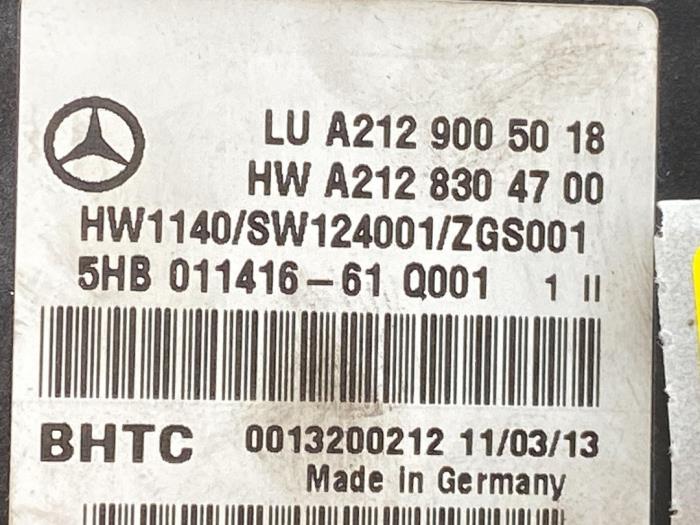 LU A212 900 50 18
HW A212 830 47 00
HW1140/SW124001/ZGS001
5HB 011416-61 Q001 1 II
BHTC 0013200212 11/03/13
Made in Germany